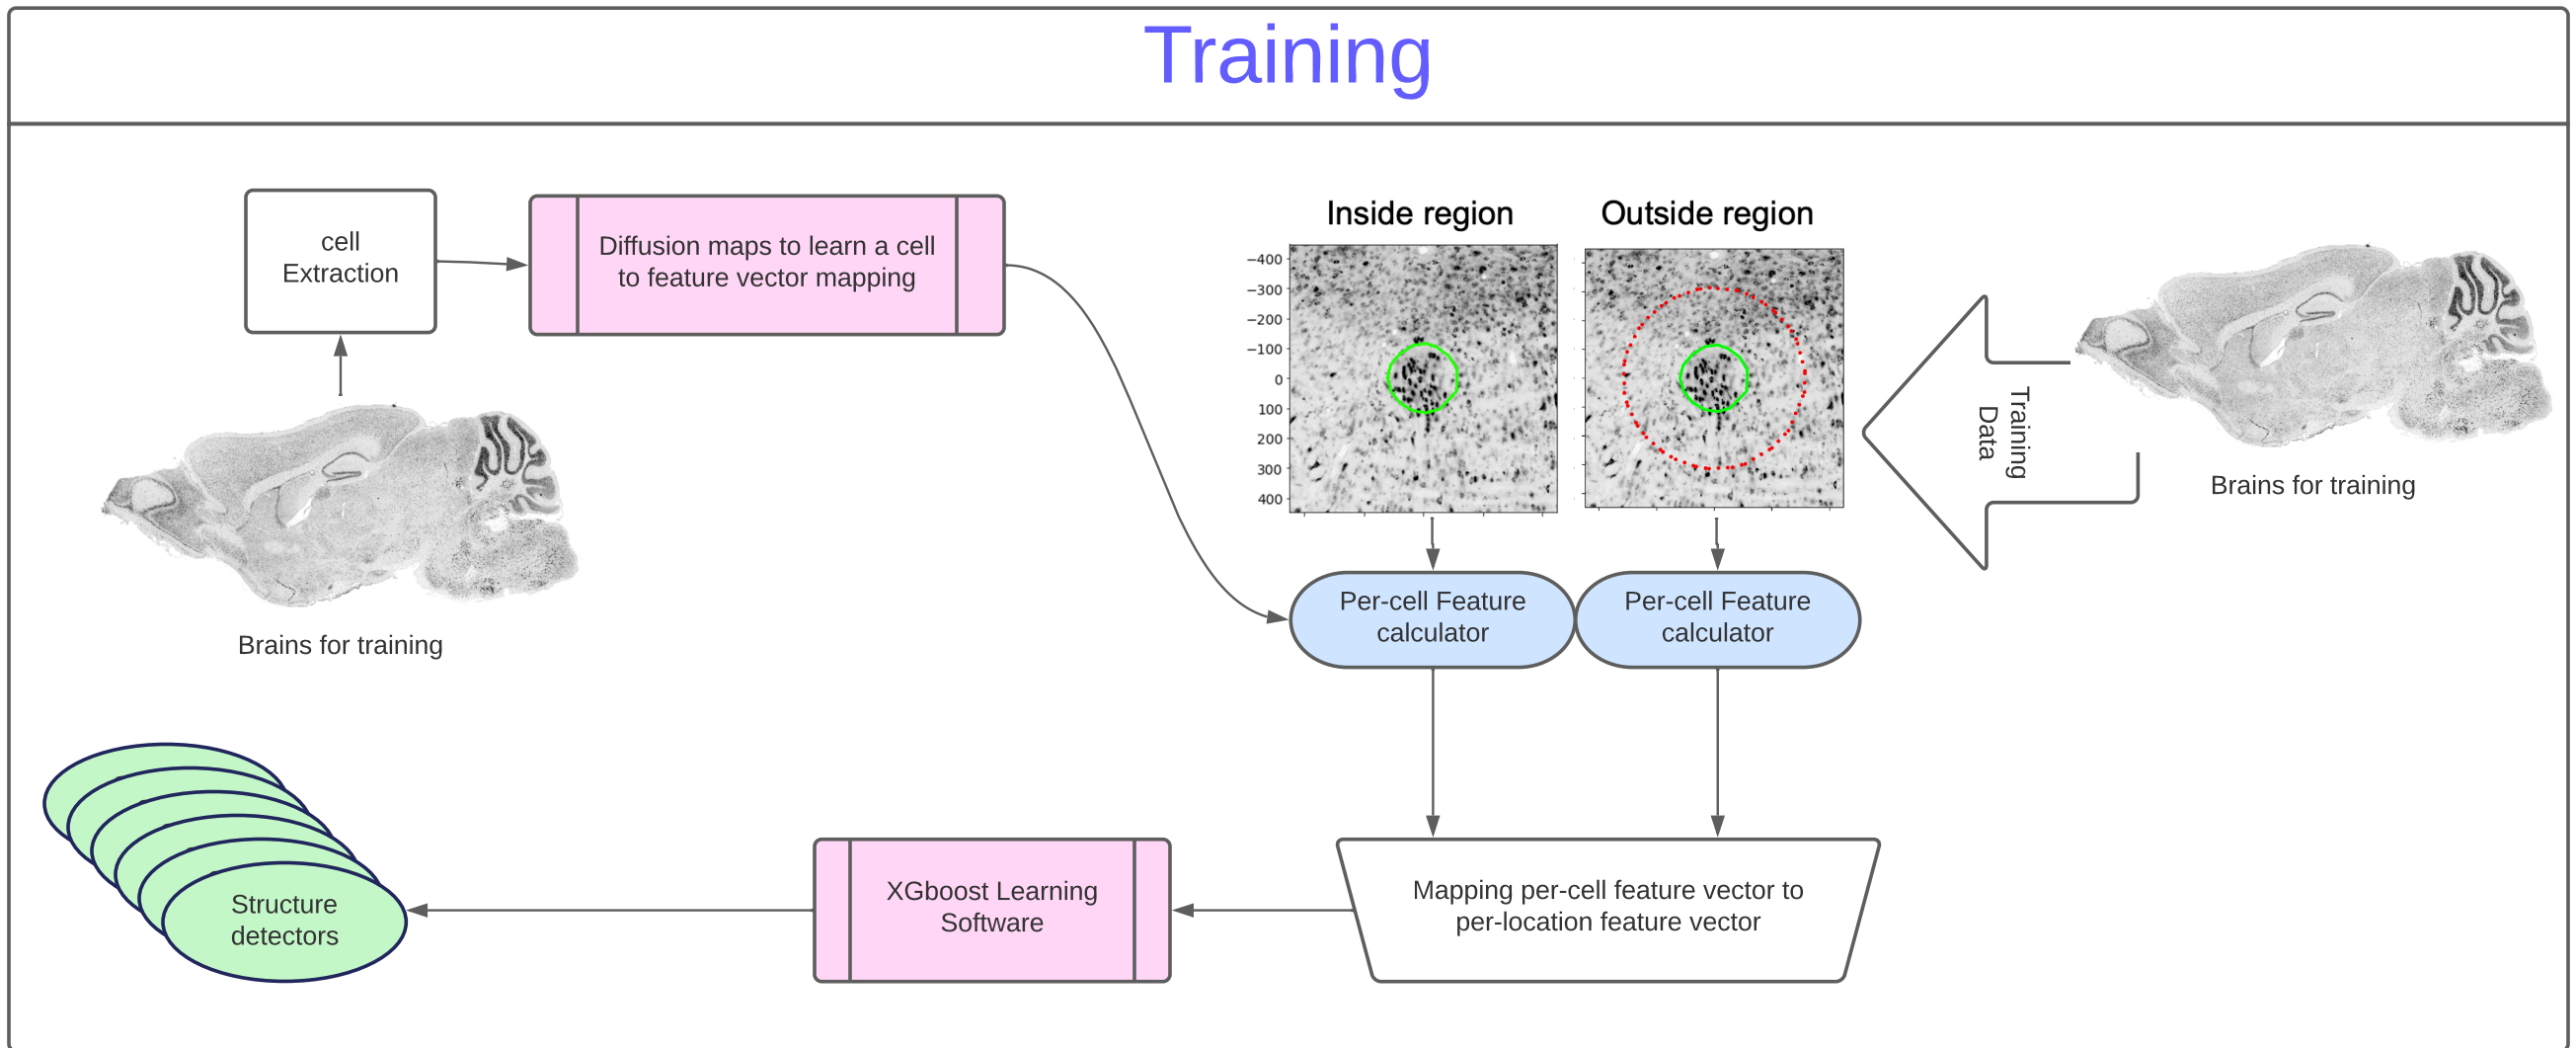 Training
cell
Extraction
Diffusion maps to learn a cell
to feature vector mapping
Brains for training
Inside region
Outside region
−400
−300
−200
−100
0
100
200
300
400
Training
Data
Brains for training
Per-cell Feature
calculator
Per-cell Feature
calculator
Mapping per-cell feature vector to
per-location feature vector
XGboost Learning
Software
Structure
detectors